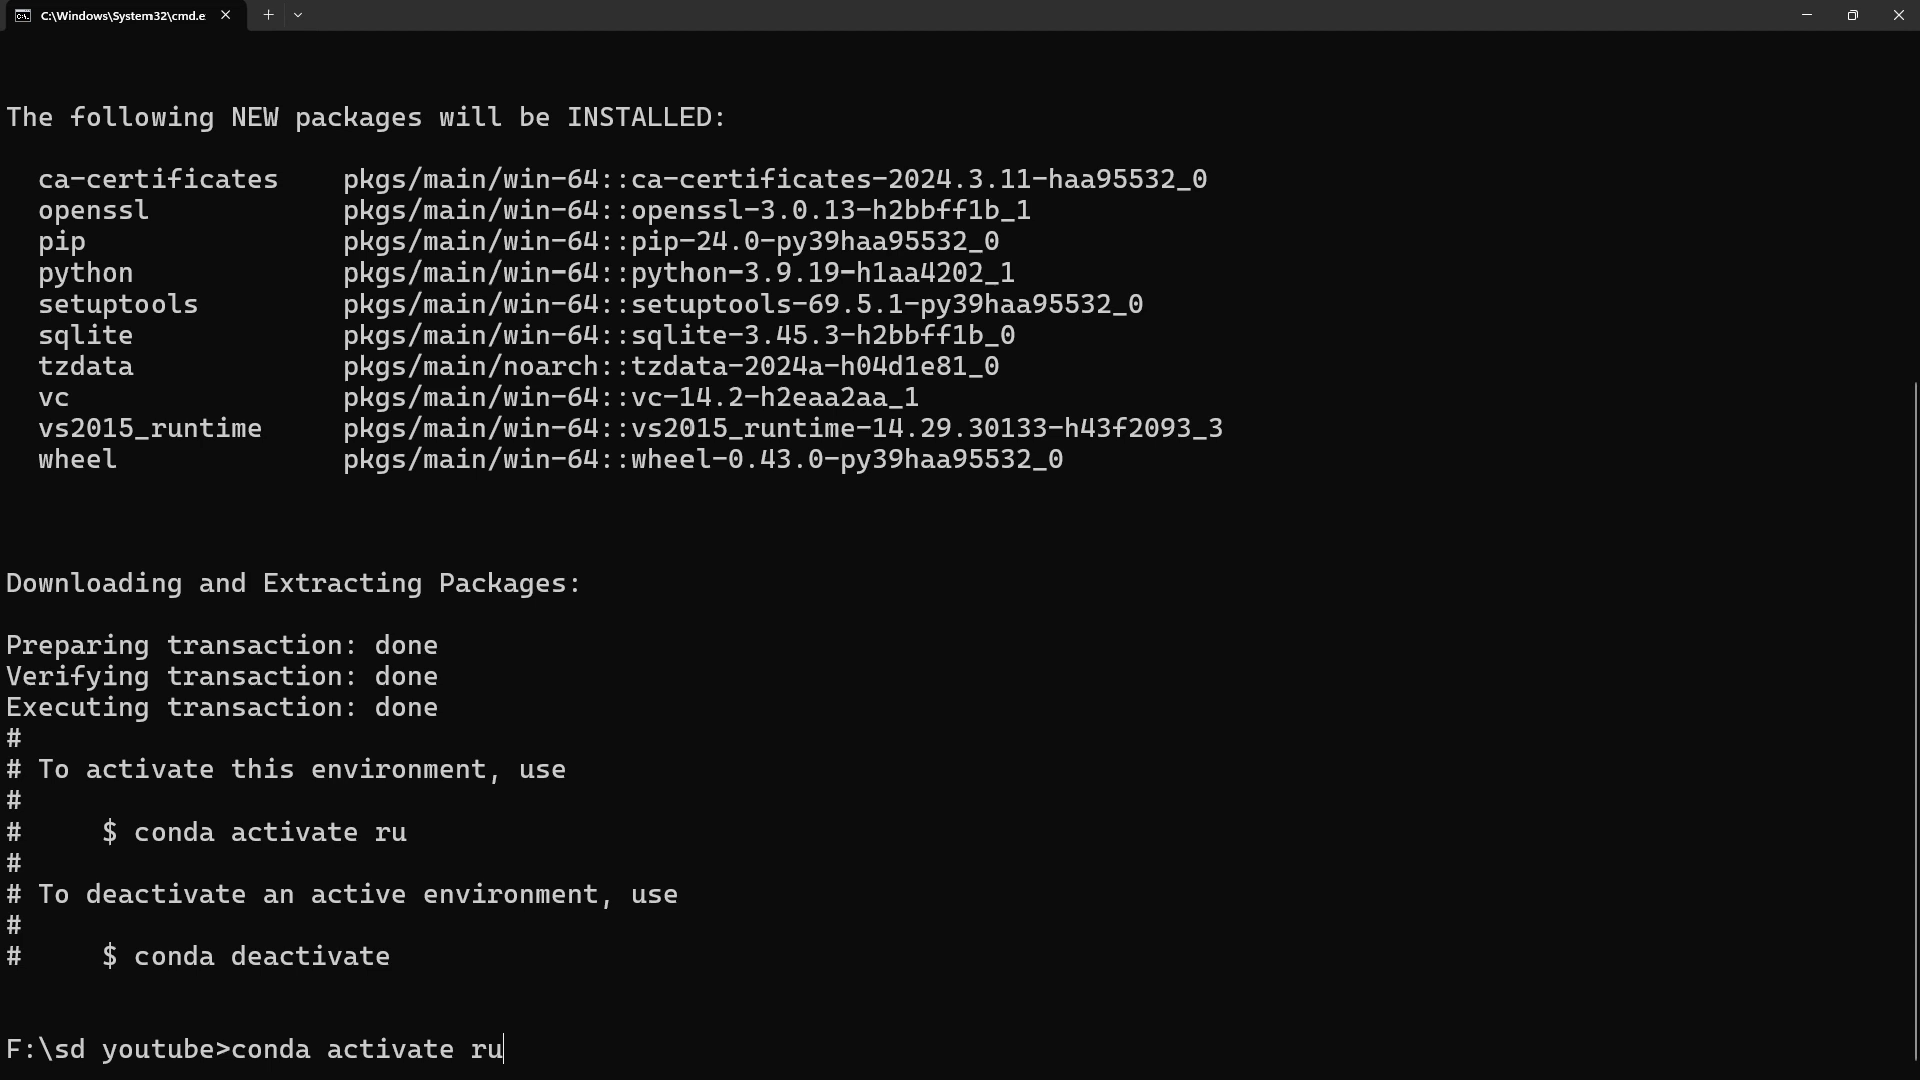 C:\Windows\System32\cmd.e
The following NEW packages will be INSTALLED:
ca-certificates pkgs/main/win-64::ca-certificates-2024.3.11-haa95532_0
openssl pkgs/main/win-64::openssl-3.0.13-h2bbff1b_1
pip pkgs/main/win-64::pip-24.0-py39haa95532_0
python pkgs/main/win-64::python-3.9.19-h1aa4202_1
setuptools pkgs/main/win-64::setuptools-69.5.1-py39haa95532_0
sqlite pkgs/main/win-64::sqlite-3.45.3-h2bbff1b_0
tzdata pkgs/main/noarch::tzdata-2024a-h04d1e81_0
vc pkgs/main/win-64::vc-14.2-h2eaa2aa_1
vs2015_runtime pkgs/main/win-64::vs2015_runtime-14.29.30133-h43f2093_3
wheel pkgs/main/win-64::wheel-0.43.0-py39haa95532_0
Downloading and Extracting Packages:
Preparing transaction: done
Verifying transaction: done
Executing transaction: done
#
# To activate this environment, use
#
# $ conda activate ru
#
# To deactivate an active environment, use
#
# $ conda deactivate
F:\sd youtube>conda activate ru